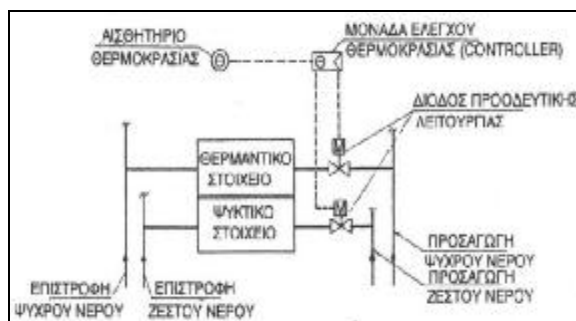 ΑΙΣΘΗΤΗΡΙΟ
ΘΕΡΜΟΚΡΑΣΙΑΣ
ΜΟΝΑΔΑ ΕΛΕΓΧΟΥ
ΘΕΡΜΟΚΡΑΣΙΑΣ (CONTROLLER)
ΔΙΟΔΟΣ ΠΡΟΟΔΕΥΤΙΚΗΣ
ΛΕΙΤΟΥΡΓΙΑΣ
ΘΕΡΜΑΝΤΙΚΟ
ΣΤΟΙΧΕΙΟ
ΨΥΚΤΙΚΟ
ΣΤΟΙΧΕΙΟ
ΠΡΟΣΑΓΩΓΗ
ΨΥΧΡΟΥ ΝΕΡΟΥ
ΠΡΟΣΑΓΩΓΗ
ΖΕΣΤΟΥ ΝΕΡΟΥ
ΕΠΙΣΤΡΟΦΗ
ΨΥΧΡΟΥ ΝΕΡΟΥ
ΕΠΙΣΤΡΟΦΗ
ΖΕΣΤΟΥ ΝΕΡΟΥ